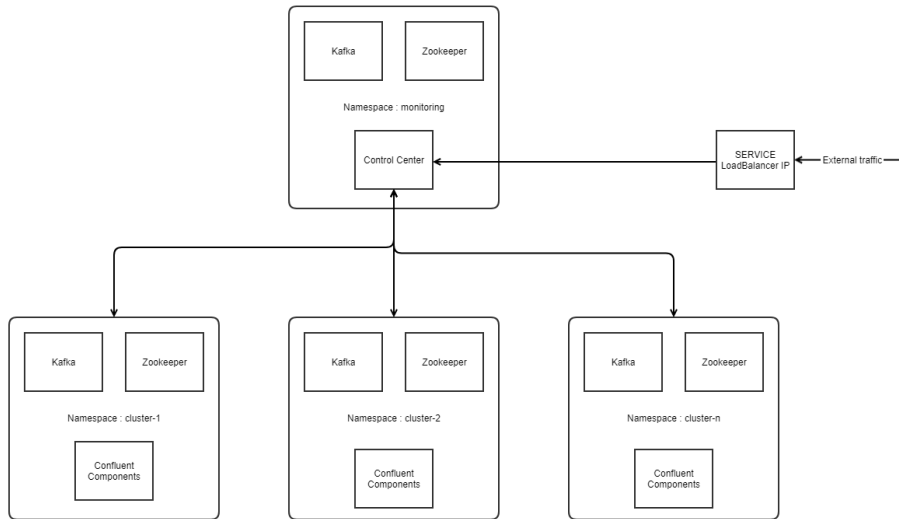 Kafka
Zookeeper
Namespace : monitoring
Control Center
SERVICE
LoadBalancer IP
External traffic
Kafka
Zookeeper
Namespace : cluster-1
Confluent
Components
Kafka
Zookeeper
Namespace : cluster-2
Confluent
Components
Kafka
Zookeeper
Namespace : cluster-n
Confluent
Components